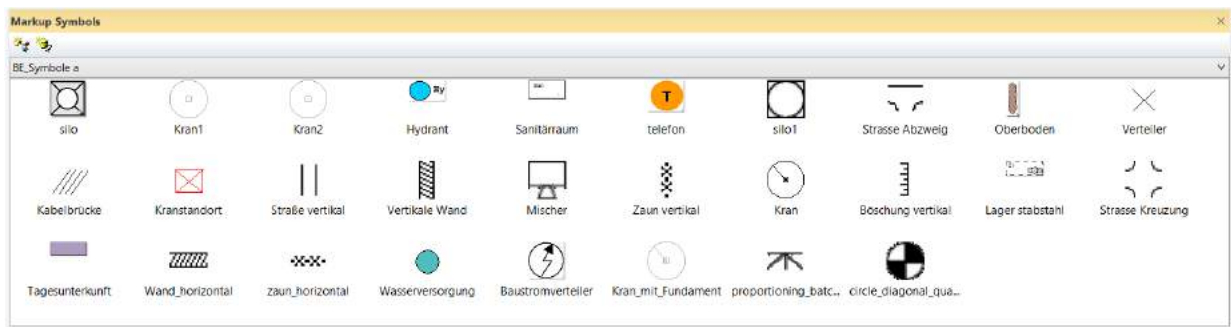 Markup Symbols
BE_Symbole a
Hy
T
silo Kran1 Kran2 Hydrant Sanitärraum telefon silo1 Strasse Abzweig Oberboden Verteiler
Kabelbrücke Kranstandort Straße vertikal Vertikale Wand Mischer Zaun vertikal Kran Böschung vertikal Lager stabstahl Strasse Kreuzung
Tagesunterkunft Wand_horizontal zaun_horizontal Wasserversorgung Baustromverteiler Kran_mit_Fundament proportioning_batc... circle_diagonal_qua...